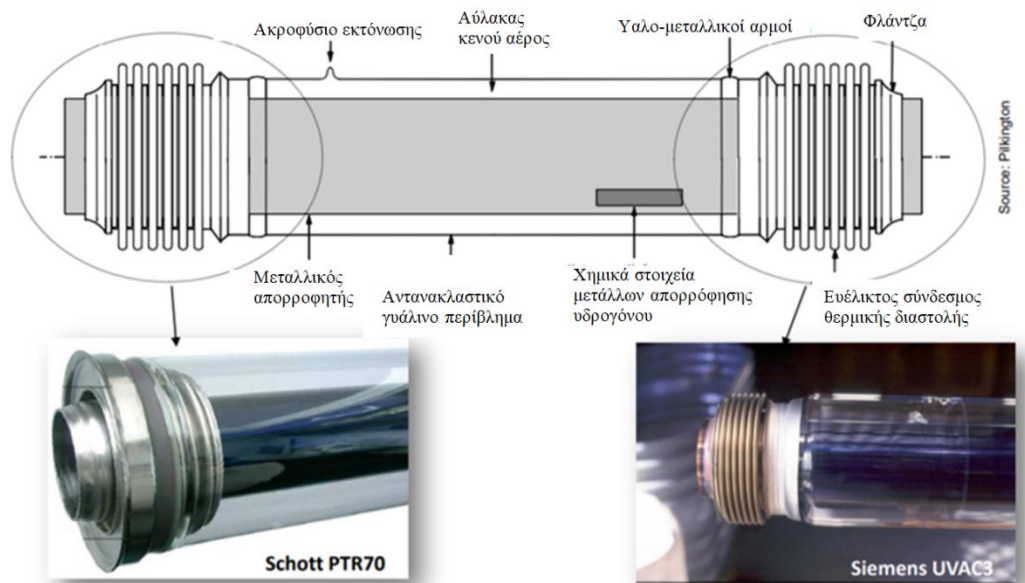 Ακροφύσιο εκτόνωσης
Αύλακας
κενού αέρος
Υαλο-μεταλλικοί αρμοί
Φλάντζα
Source: Pilkington
Μεταλλικός
απορροφητής
Αντανακλαστικό
γυάλινο περίβλημα
Χημικά στοιχεία
μετάλλων απορρόφησης
υδρογόνου
Ευέλικτος σύνδεσμος
θερμικής διαστολής
Schott PTR70
Siemens UVAC3